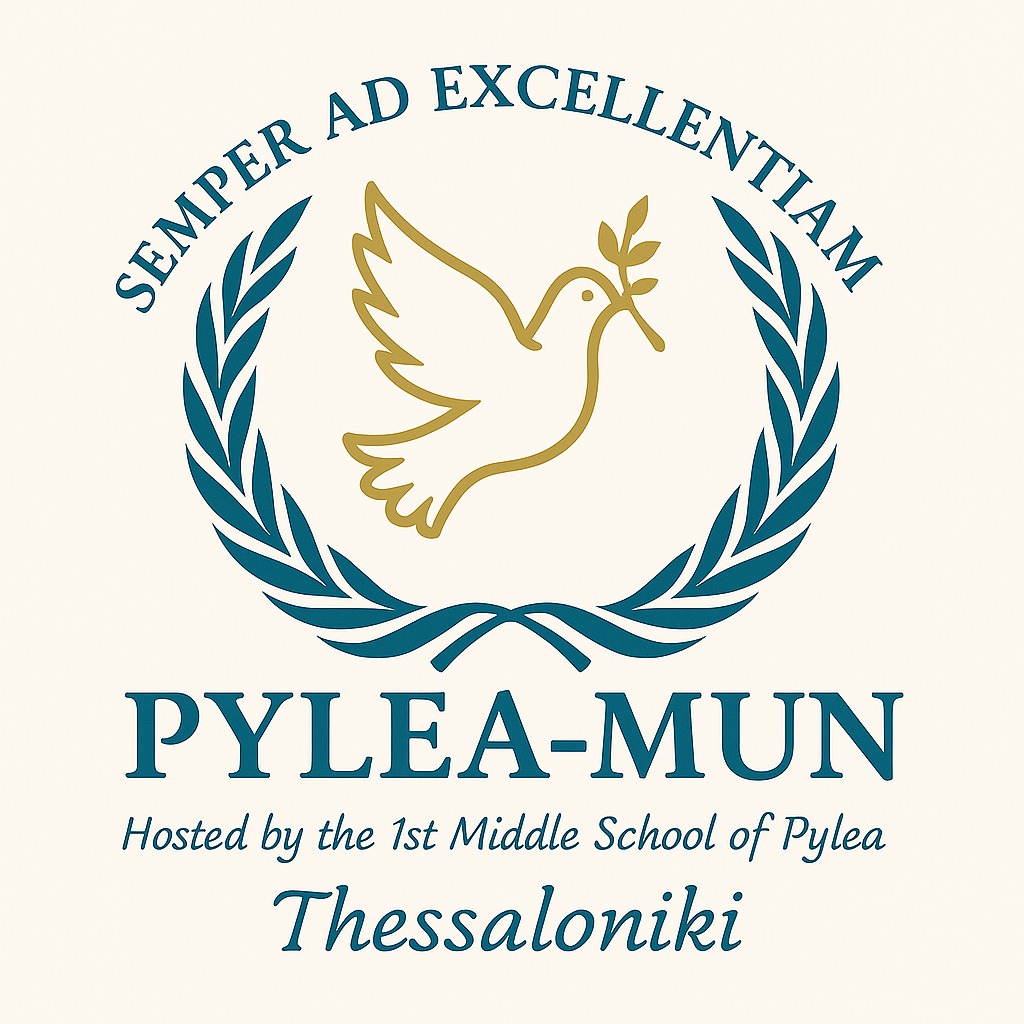 SEMPER AD EXCELLENTIAM
PYLEA-MUN
Hosted by the 1st Middle School of Pylea
Thessaloniki